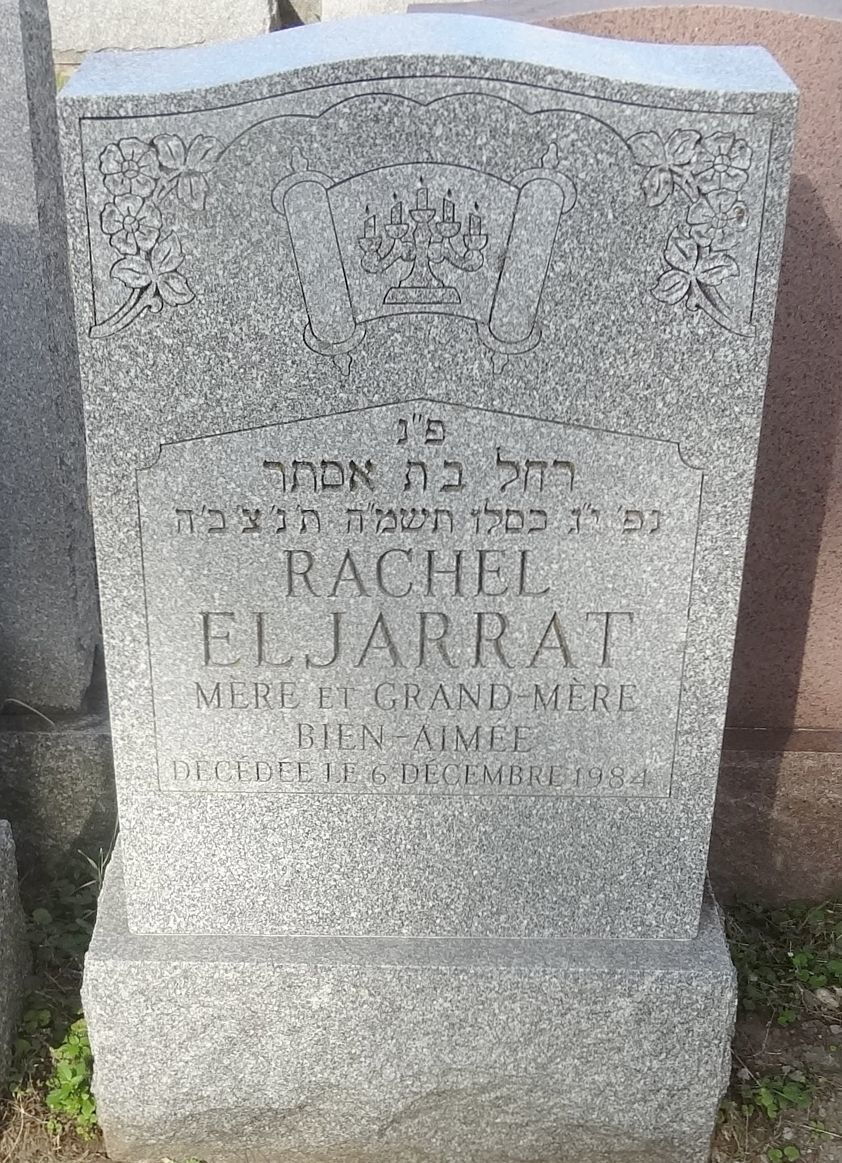 פ"נ
רחל בת אסתר
נפ' י"ג כסלו תשמ"ה ת'נ'צ'ב'ה
RACHEL
ELJARRAT
MÈRE ET GRAND-MÈRE
BIEN-AIMÉE
DÉCÉDÉE LE 6 DÉCEMBRE 1984